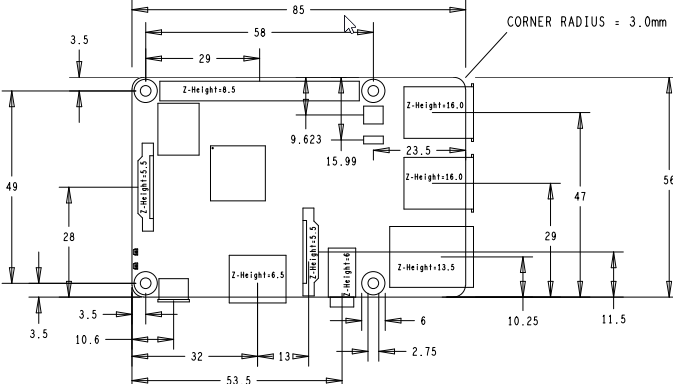 85
CORNER RADIUS = 3.0mm
58
3.5
29
Z-Height=8.5
Z-Height=16.0
9.623
15.99
23.5
Z-Height=5.5
Z-Height=16.0
56
49
47
28
29
Z-Height=5.5
Z-Height=6
Z-Height=6.5
Z-Height=13.5
3.5
3.5
6
10.25
11.5
10.6
32
13
2.75
53.5